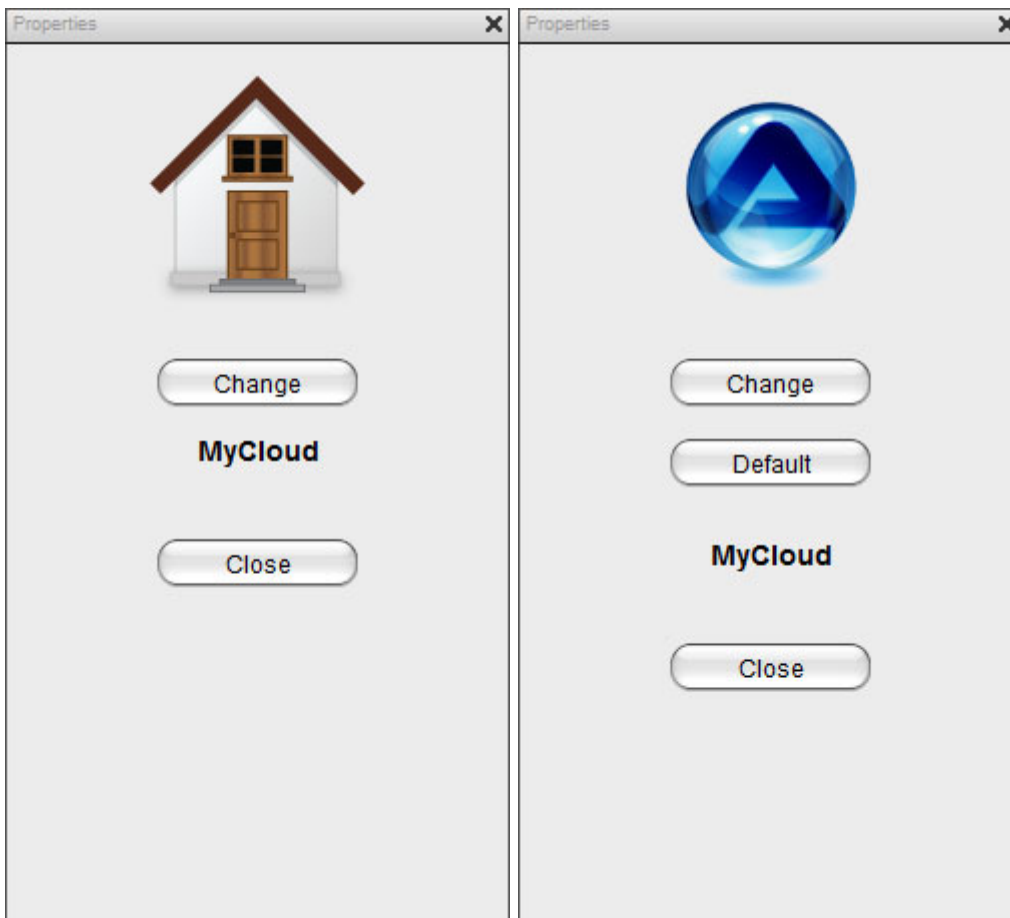 Properties
Change
MyCloud
Close
Properties
Change
Default
MyCloud
Close